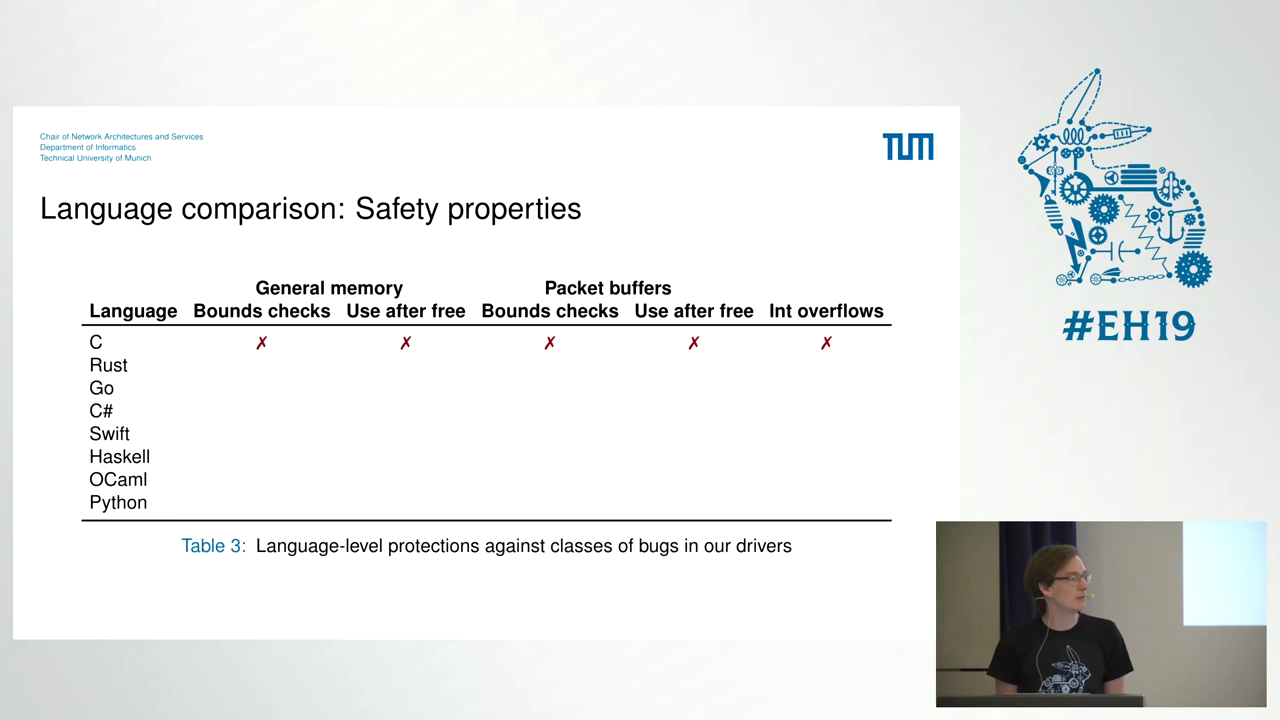 Chair of Network Architectures and Services
Department of Informatics
Technical University of Munich
TUM
Language comparison: Safety properties
General memory Packet buffers
Language Bounds checks Use after free Bounds checks Use after free Int overflows
C ✗ ✗ ✗ ✗ ✗
Rust
Go
C#
Swift
Haskell
OCaml
Python
Table 3: Language-level protections against classes of bugs in our drivers
#EH19